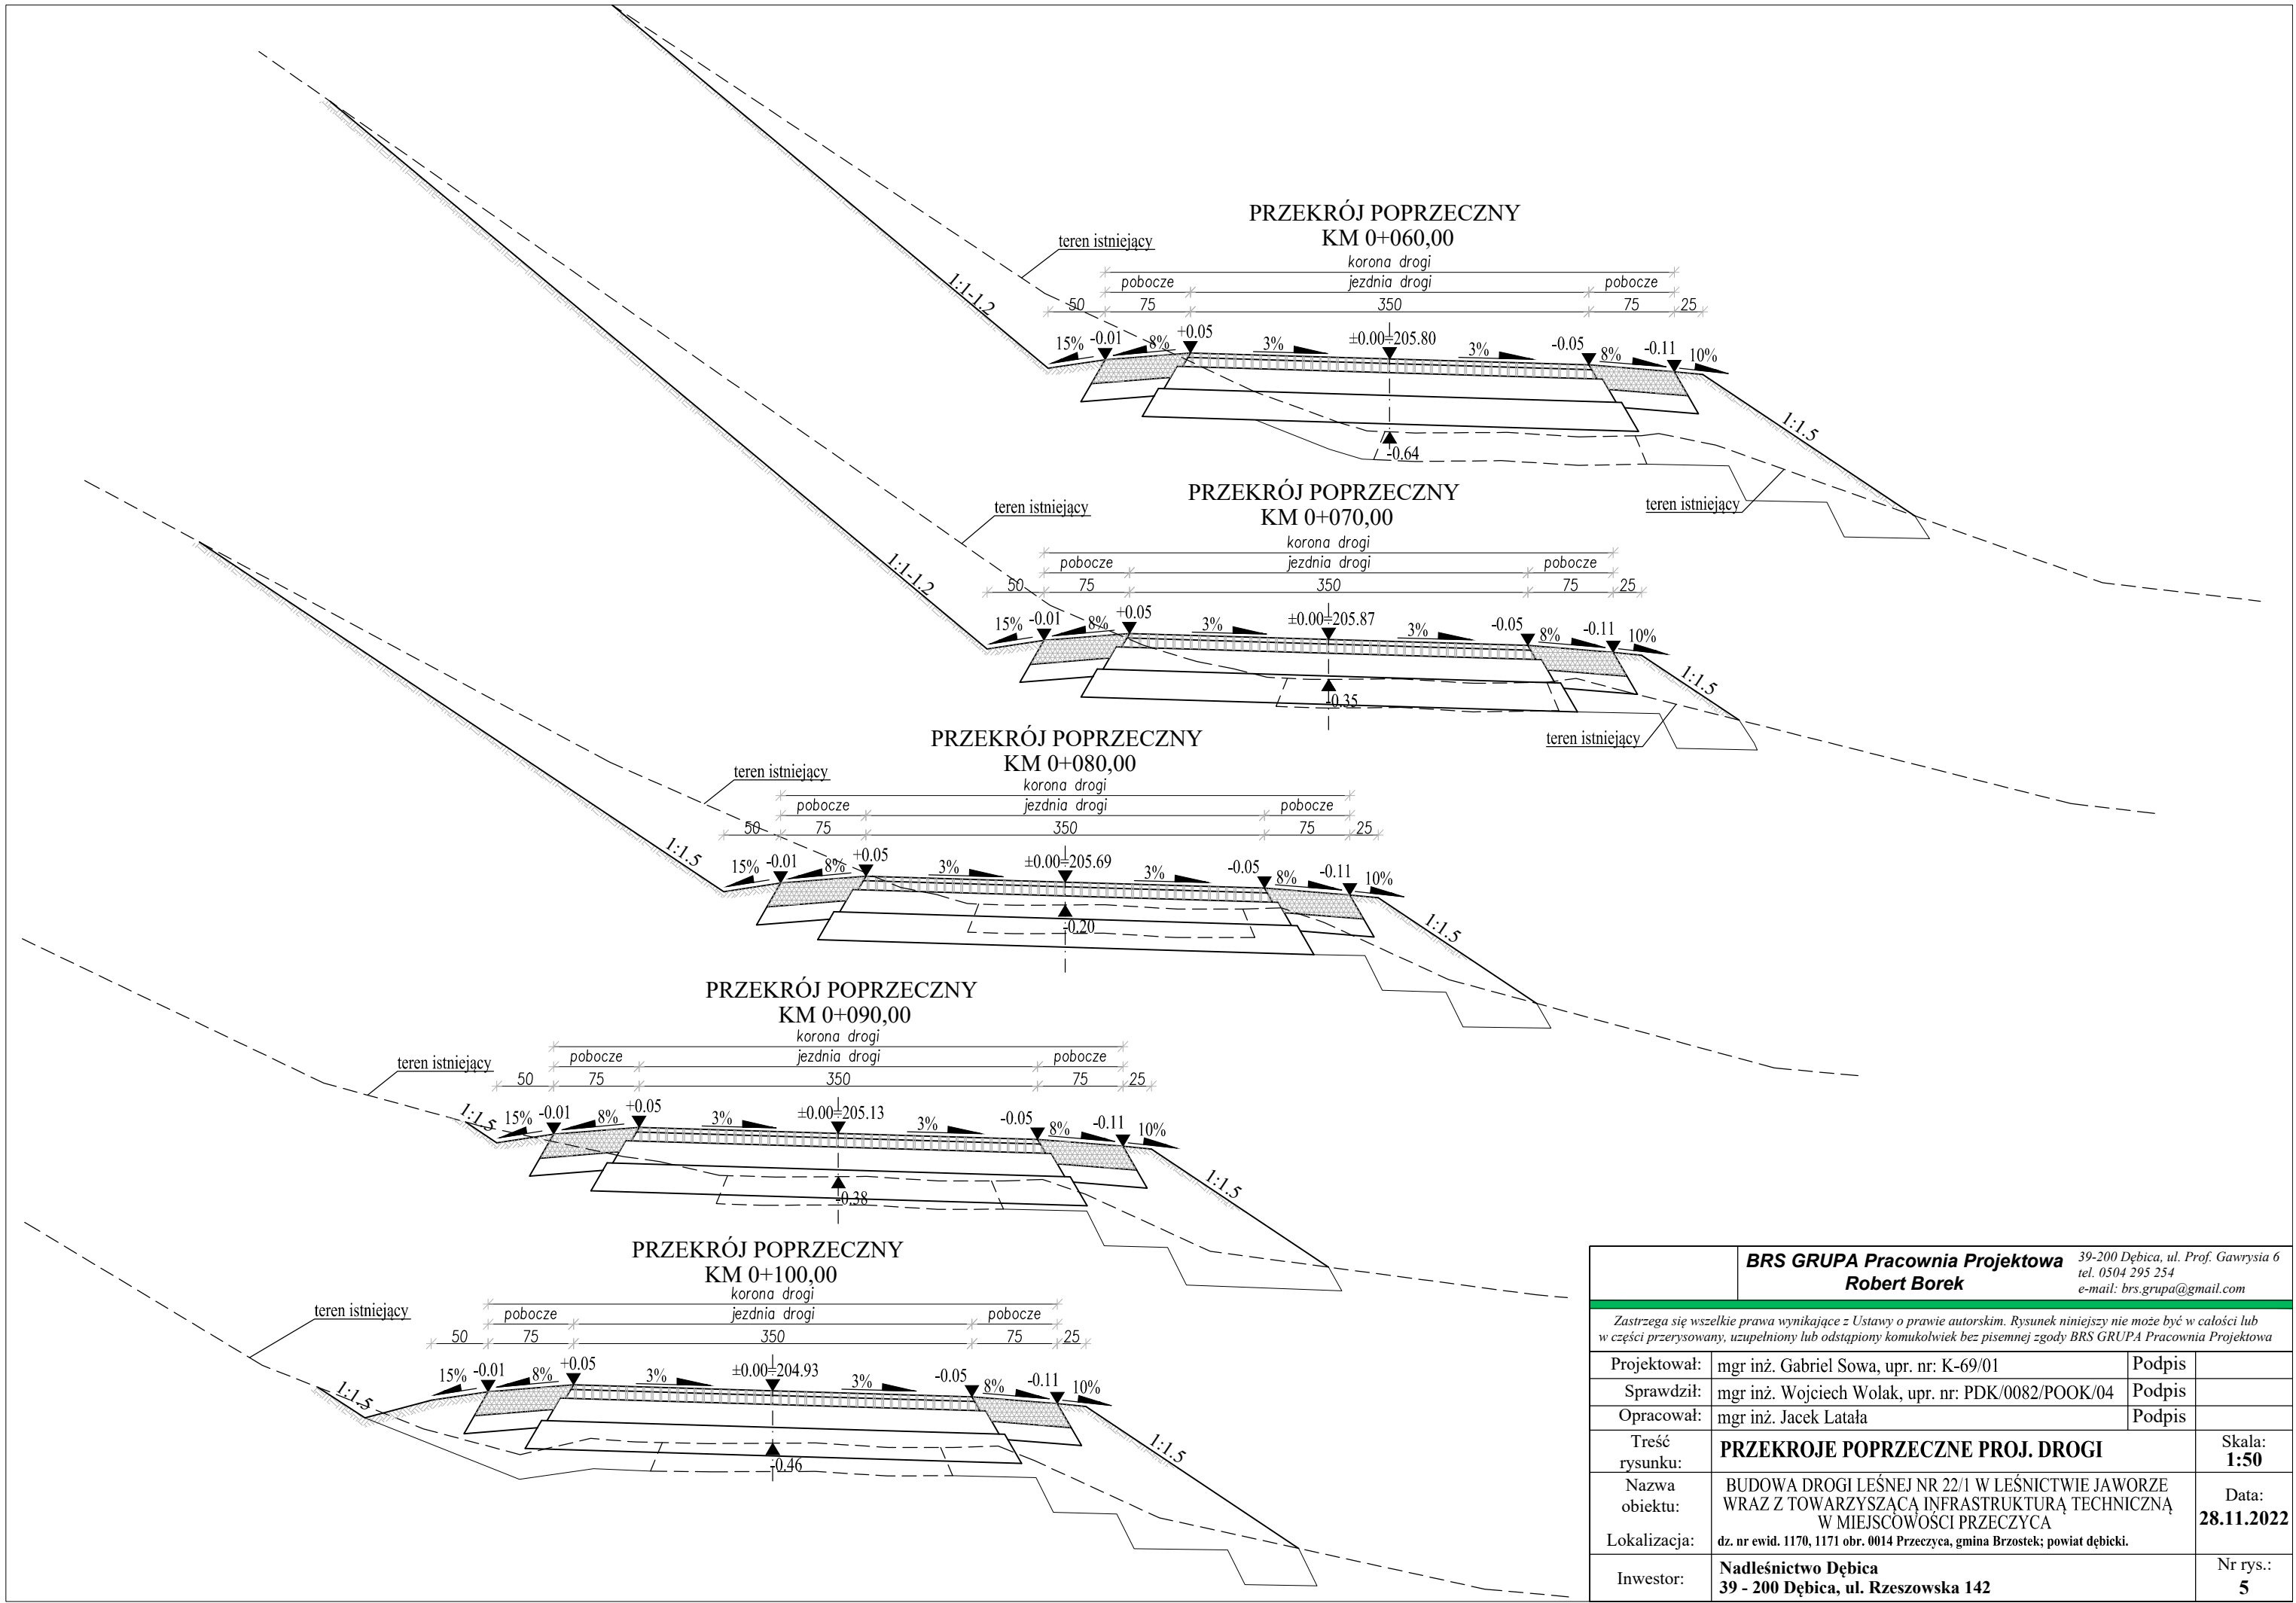 PRZEKRÓJ POPRZECZNY
KM 0+060,00
teren istniejący
korona drogi
pobocze jezdnia drogi pobocze
50 75 350 75 25
1:1-1.2
15% -0.01 8% +0.05 3% ±0.00=205.80 3% -0.05 8% -0.11 10%
1:1.5
-0.64
teren istniejący
PRZEKRÓJ POPRZECZNY
KM 0+070,00
teren istniejący
korona drogi
pobocze jezdnia drogi pobocze
50 75 350 75 25
1:1-1.2
15% -0.01 8% +0.05 3% ±0.00=205.87 3% -0.05 8% -0.11 10%
1:1.5
-0.35
teren istniejący
PRZEKRÓJ POPRZECZNY
KM 0+080,00
teren istniejący
korona drogi
pobocze jezdnia drogi pobocze
50 75 350 75 25
1:1.5
15% -0.01 8% +0.05 3% ±0.00=205.69 3% -0.05 8% -0.11 10%
1:1.5
-0.20
PRZEKRÓJ POPRZECZNY
KM 0+090,00
teren istniejący
korona drogi
pobocze jezdnia drogi pobocze
50 75 350 75 25
1:1.5
15% -0.01 8% +0.05 3% ±0.00=205.13 3% -0.05 8% -0.11 10%
1:1.5
-0.38
PRZEKRÓJ POPRZECZNY
KM 0+100,00
teren istniejący
korona drogi
pobocze jezdnia drogi pobocze
50 75 350 75 25
1:1.5
15% -0.01 8% +0.05 3% ±0.00=204.93 3% -0.05 8% -0.11 10%
1:1.5
-0.46
BRS GRUPA Pracownia Projektowa
Robert Borek
39-200 Dębica, ul. Prof. Gawrysia 6
tel. 0504 295 254
e-mail: brs.grupa@gmail.com
Zastrzega się wszelkie prawa wynikające z Ustawy o prawie autorskim. Rysunek niniejszy nie może być w całości lub
w części przerysowany, uzupełniony lub odstąpiony komukolwiek bez pisemnej zgody BRS GRUPA Pracownia Projektowa
Projektował: mgr inż. Gabriel Sowa, upr. nr: K-69/01 Podpis
Sprawdził: mgr inż. Wojciech Wolak, upr. nr: PDK/0082/POOK/04 Podpis
Opracował: mgr inż. Jacek Latała Podpis
Treść
rysunku:
PRZEKROJE POPRZECZNE PROJ. DROGI
Skala:
1:50
Nazwa
obiektu:
BUDOWA DROGI LEŚNEJ NR 22/1 W LEŚNICTWIE JAWORZE
WRAZ Z TOWARZYSZĄCĄ INFRASTRUKTURĄ TECHNICZNĄ
W MIEJSCOWOŚCI PRZECZYCA
Data:
28.11.2022
Lokalizacja: dz. nr ewid. 1170, 1171 obr. 0014 Przeczyca, gmina Brzostek; powiat dębicki.
Inwestor:
Nadleśnictwo Dębica
39 - 200 Dębica, ul. Rzeszowska 142
Nr rys.:
5